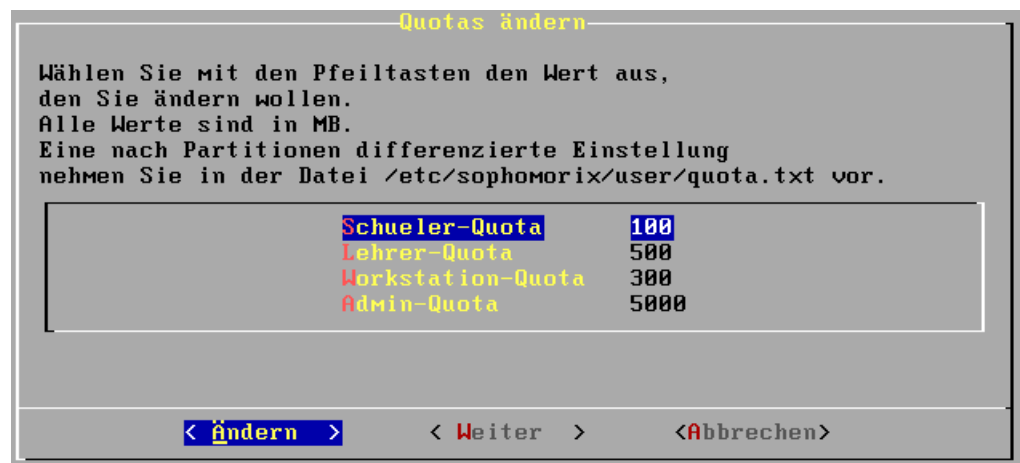 Quotas ändern
Wählen Sie mit den Pfeiltasten den Wert aus,
den Sie ändern wollen.
Alle Werte sind in MB.
Eine nach Partitionen differenzierte Einstellung
nehmen Sie in der Datei /etc/sophomorix/user/quota.txt vor.
Schueler-Quota 100
Lehrer-Quota 500
Workstation-Quota 300
Admin-Quota 5000
< Ändern > < Weiter > <Abbrechen>